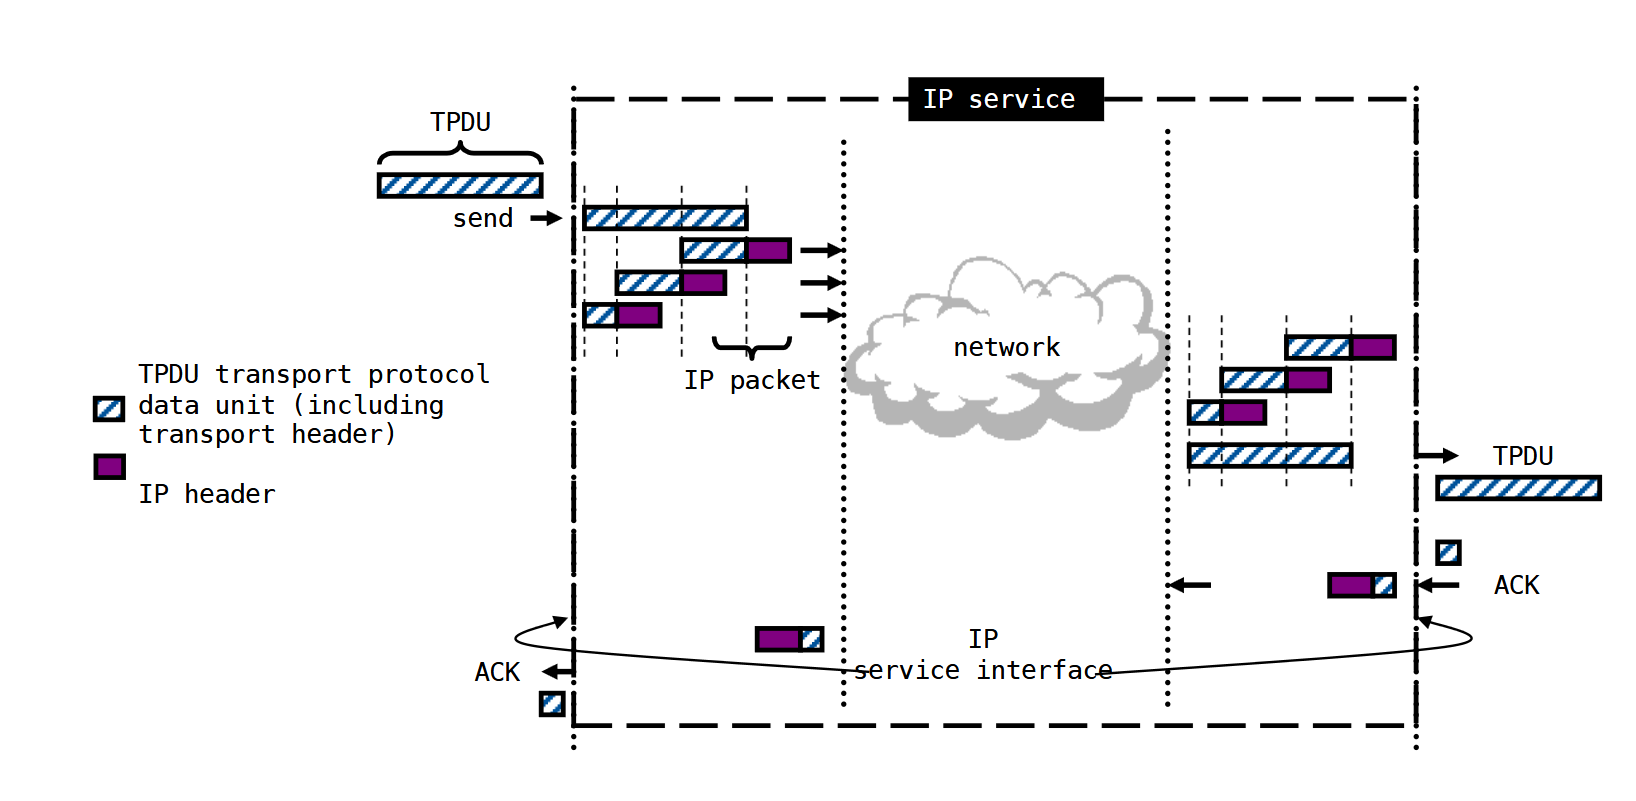 IP service
TPDU
send
network
IP packet
TPDU transport protocol
data unit (including
transport header)
IP header
TPDU
ACK
IP
service interface
ACK